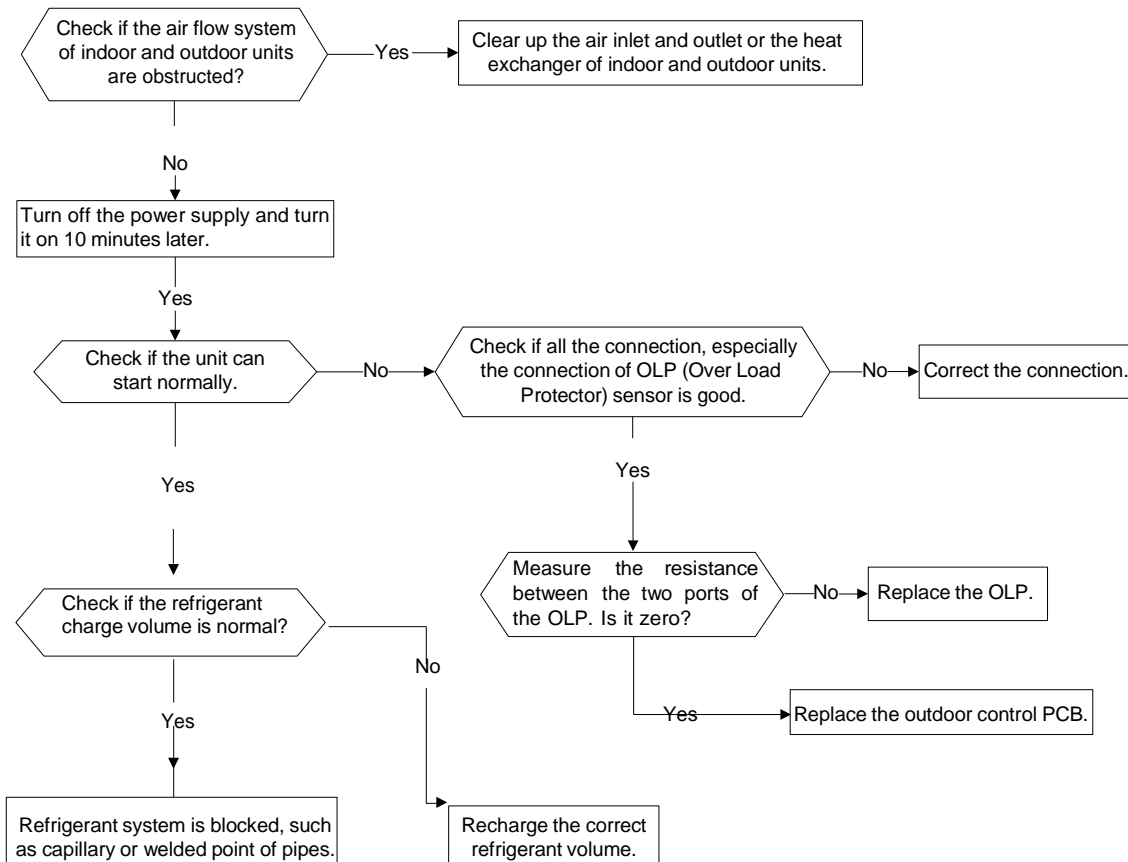 Check if the air flow system
of indoor and outdoor units
are obstructed?
Yes
Clear up the air inlet and outlet or the heat
exchanger of indoor and outdoor units.
No
Turn off the power supply and turn
it on 10 minutes later.
Yes
Check if the unit can
start normally.
No
Check if all the connection, especially
the connection of OLP (Over Load
Protector) sensor is good.
No
Correct the connection.
Yes
Yes
Measure the resistance
between the two ports of
the OLP. Is it zero?
No
Replace the OLP.
Check if the refrigerant
charge volume is normal?
No
Yes
Yes
Replace the outdoor control PCB.
Refrigerant system is blocked, such
as capillary or welded point of pipes.
Recharge the correct
refrigerant volume.